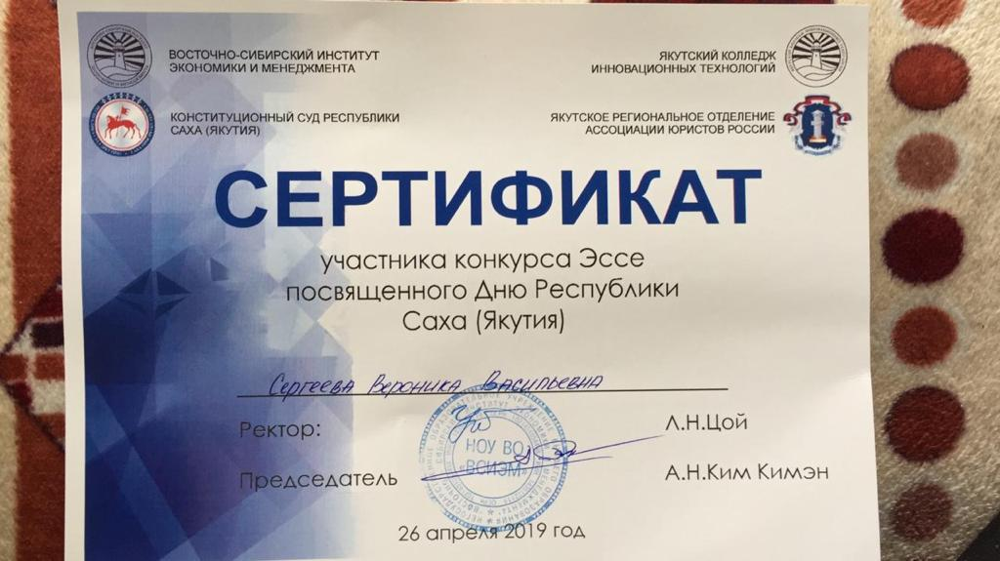 ВОСТОЧНО-СИБИРСКИЙ ИНСТИТУТ
ЭКОНОМИКИ И МЕНЕДЖМЕНТА
ЯКУТСКИЙ КОЛЛЕДЖ
ИННОВАЦИОННЫХ ТЕХНОЛОГИЙ
КОНСТИТУЦИОННЫЙ СУД РЕСПУБЛИКИ
САХА (ЯКУТИЯ)
ЯКУТСКОЕ РЕГИОНАЛЬНОЕ ОТДЕЛЕНИЕ
АССОЦИАЦИИ ЮРИСТОВ РОССИИ
СЕРТИФИКАТ
участника конкурса Эссе
посвященного Дню Республики
Саха (Якутия)
Сергеева Вероника Васильевна
Ректор:
Л.Н.Цой
НОУ ВО
"ВСИЭМ"
Председатель
А.Н.Ким Кимэн
26 апреля 2019 год